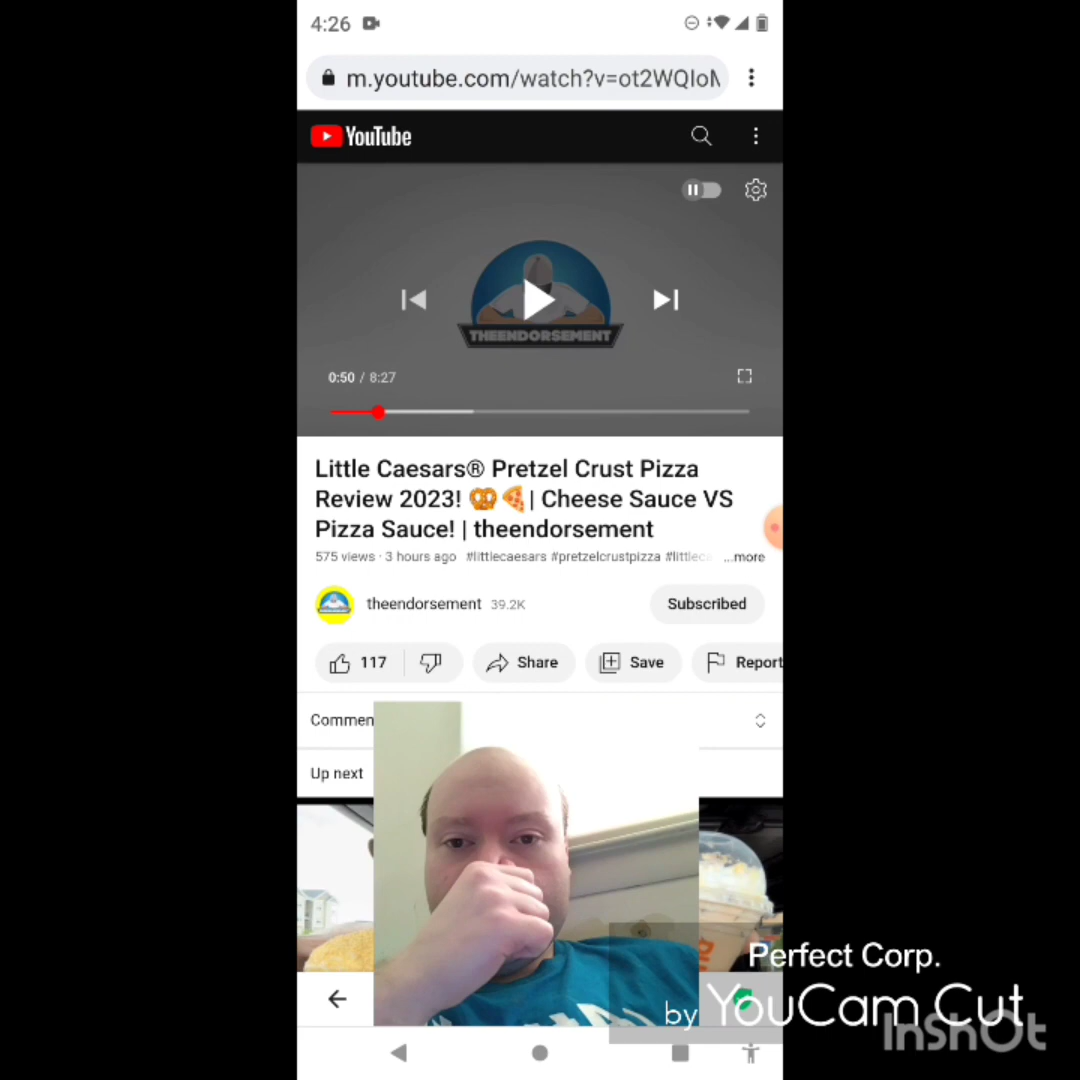 4:26
m.youtube.com/watch?v=ot2WQIoM
YouTube
THEENDORSEMENT
0:50 / 8:27
Little Caesars® Pretzel Crust Pizza
Review 2023! 🥨🍕| Cheese Sauce VS
Pizza Sauce! | theendorsement
575 views · 3 hours ago #littlecaesars #pretzelcrustpizza #littlec ...more
theendorsement 39.2K Subscribed
117 Share Save Report
Commen
Up next
Perfect Corp.
by YouCam Cut
InShOt